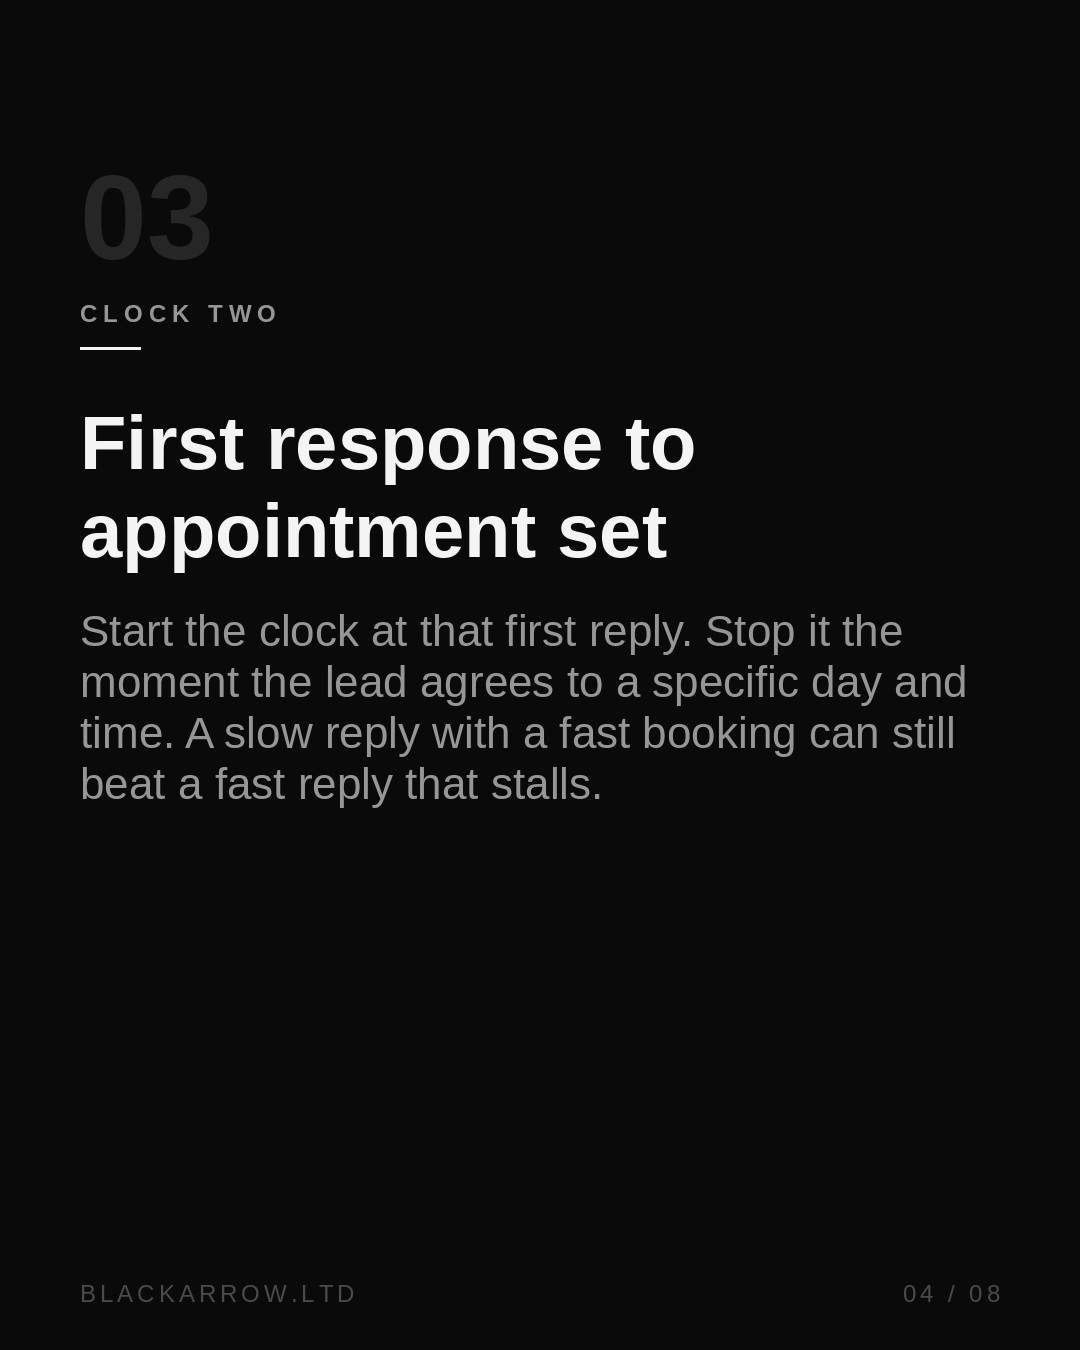 03
CLOCK TWO
First response to
appointment set
Start the clock at that first reply. Stop it the
moment the lead agrees to a specific day and
time. A slow reply with a fast booking can still
beat a fast reply that stalls.
BLACKARROW.LTD
04 / 08